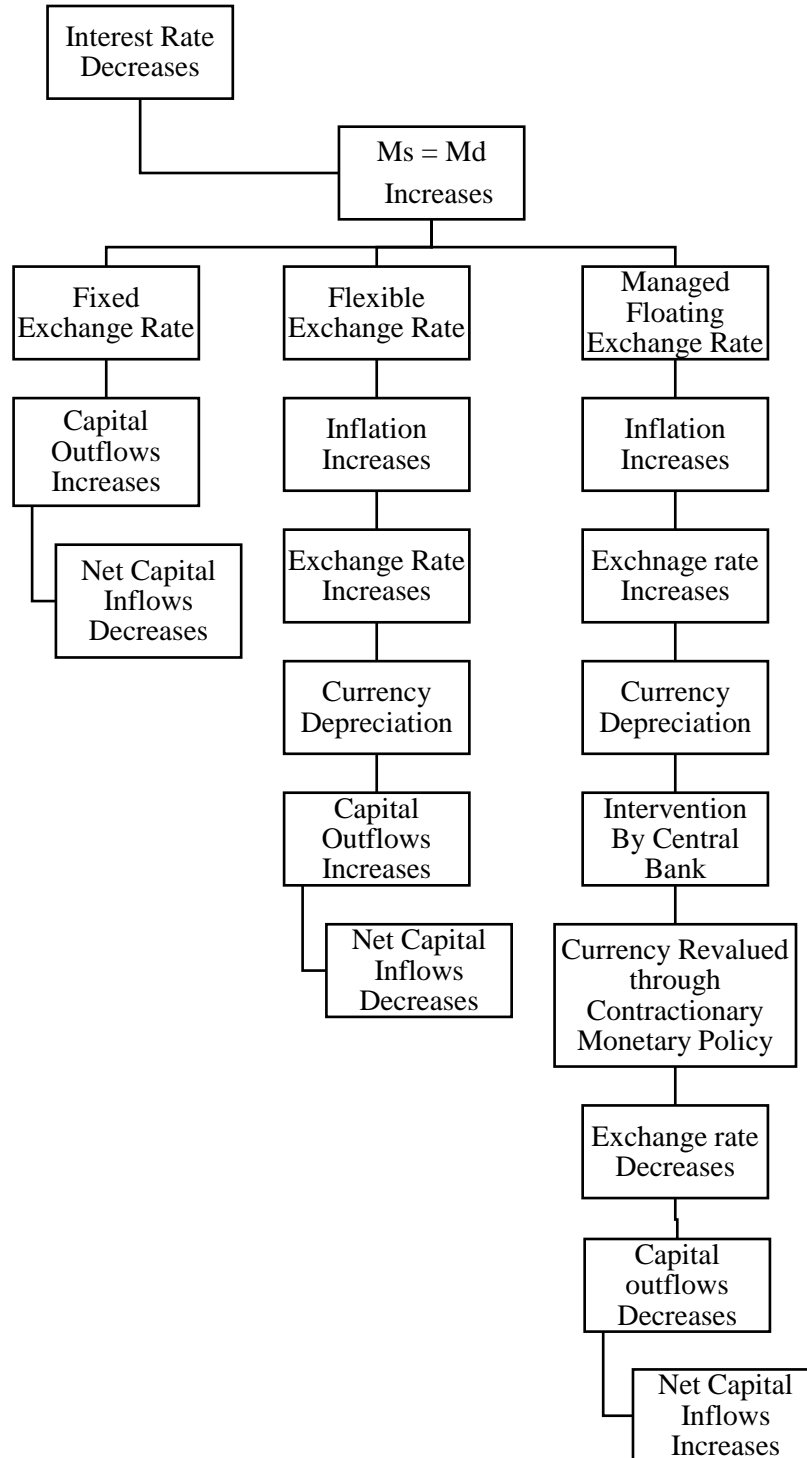 Interest Rate
Decreases
Ms = Md
Increases
Fixed
Exchange Rate
Capital
Outflows
Increases
Net Capital
Inflows
Decreases
Flexible
Exchange Rate
Inflation
Increases
Exchange Rate
Increases
Currency
Depreciation
Capital
Outflows
Increases
Net Capital
Inflows
Decreases
Managed
Floating
Exchange Rate
Inflation
Increases
Exchnage rate
Increases
Currency
Depreciation
Intervention
By Central
Bank
Currency Revalued
through
Contractionary
Monetary Policy
Exchange rate
Decreases
Capital
outflows
Decreases
Net Capital
Inflows
Increases